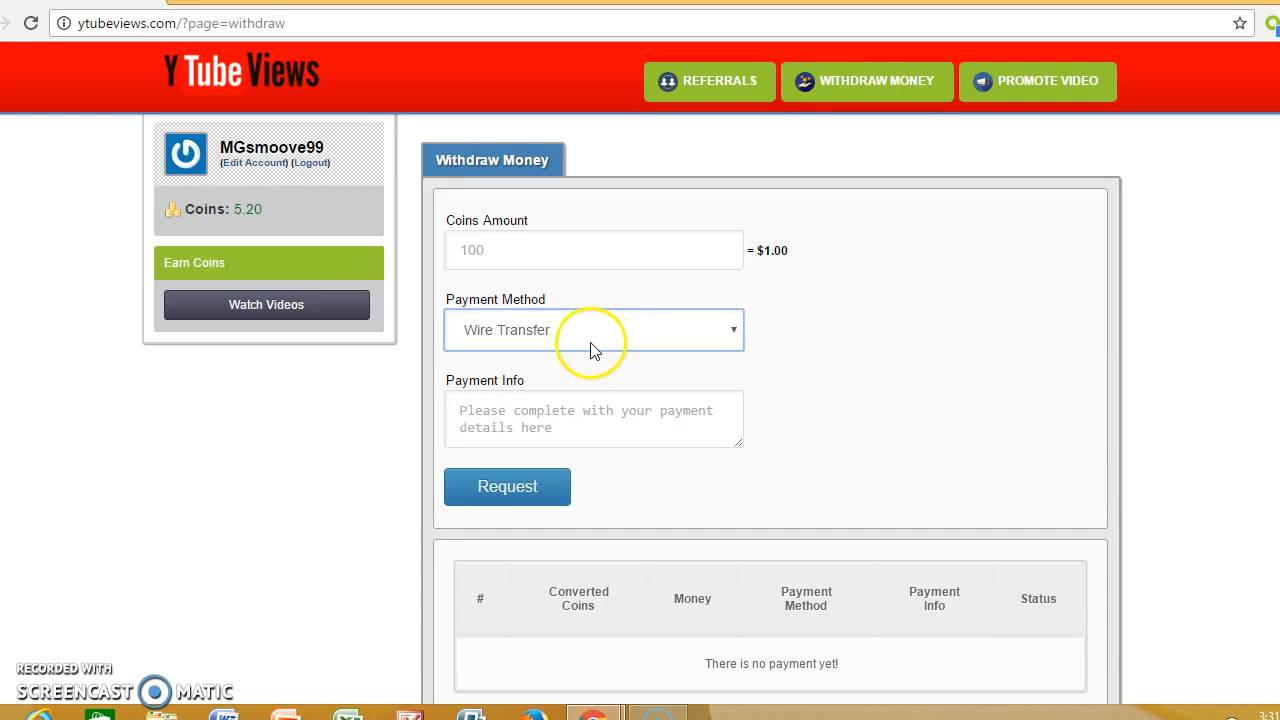 ytubeviews.com/?page=withdraw
Y Tube Views
REFERRALS
WITHDRAW MONEY
PROMOTE VIDEO
MGsmoove99
(Edit Account) (Logout)
Coins: 5.20
Earn Coins
Watch Videos
Withdraw Money
Coins Amount
100
= $1.00
Payment Method
Wire Transfer
Payment Info
Please complete with your payment
details here
Request
#
Converted
Coins
Money
Payment
Method
Payment
Info
Status
There is no payment yet!
RECORDED WITH
SCREENCAST MATIC
3:31